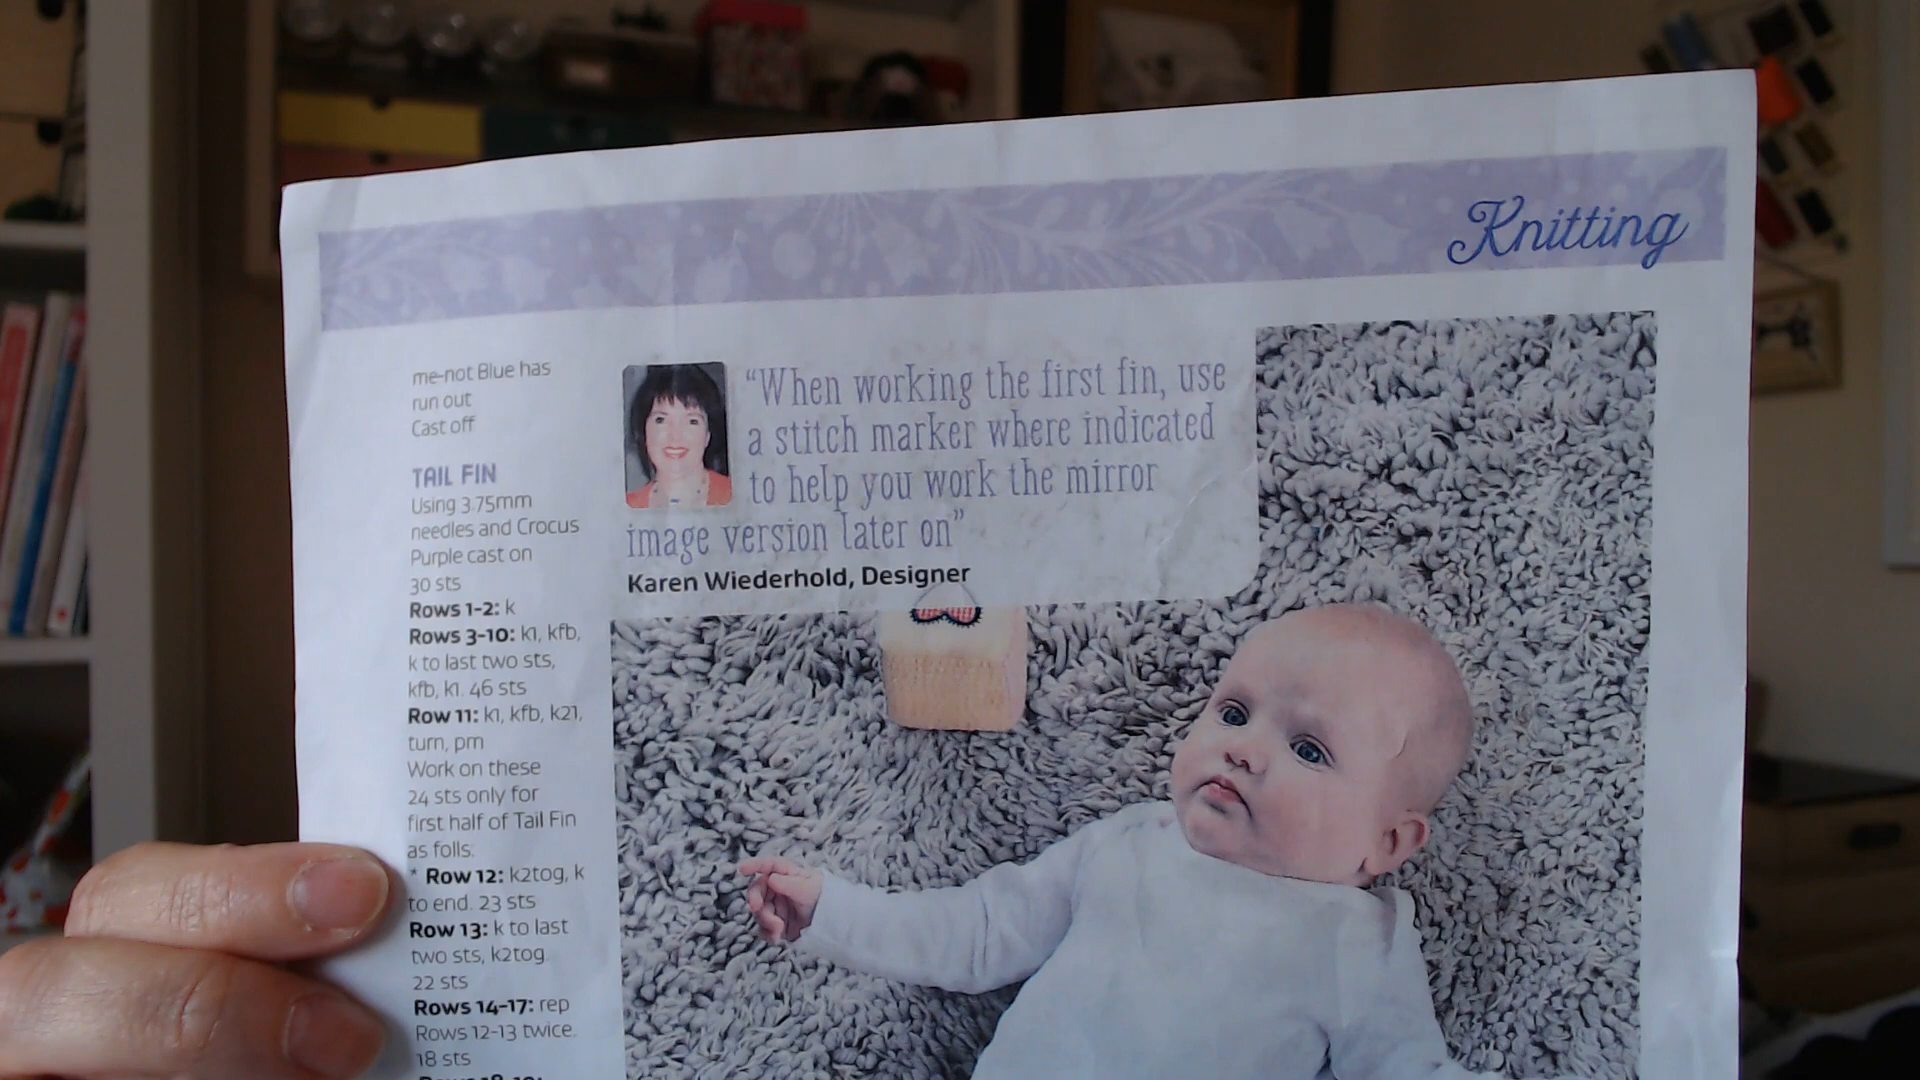 Knitting
me-not Blue has
run out
Cast off
TAIL FIN
Using 3.75mm
needles and Crocus
Purple cast on
30 sts
Rows 1-2: k
Rows 3-10: k1, kfb,
k to last two sts,
kfb, k1. 46 sts
Row 11: k1, kfb, k21,
turn, pm
Work on these
24 sts only for
first half of Tail Fin
as folls:
* Row 12: k2tog, k
to end. 23 sts
Row 13: k to last
two sts, k2tog.
22 sts
Rows 14-17: rep
Rows 12-13 twice.
18 sts
“When working the first fin, use
a stitch marker where indicated
to help you work the mirror
image version later on”
Karen Wiederhold, Designer